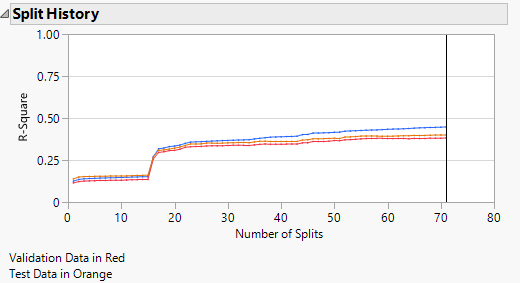 Split History
1.00
0.75
0.50
0.25
0
R-Square
0 10 20 30 40 50 60 70 80
Number of Splits
Validation Data in Red
Test Data in Orange